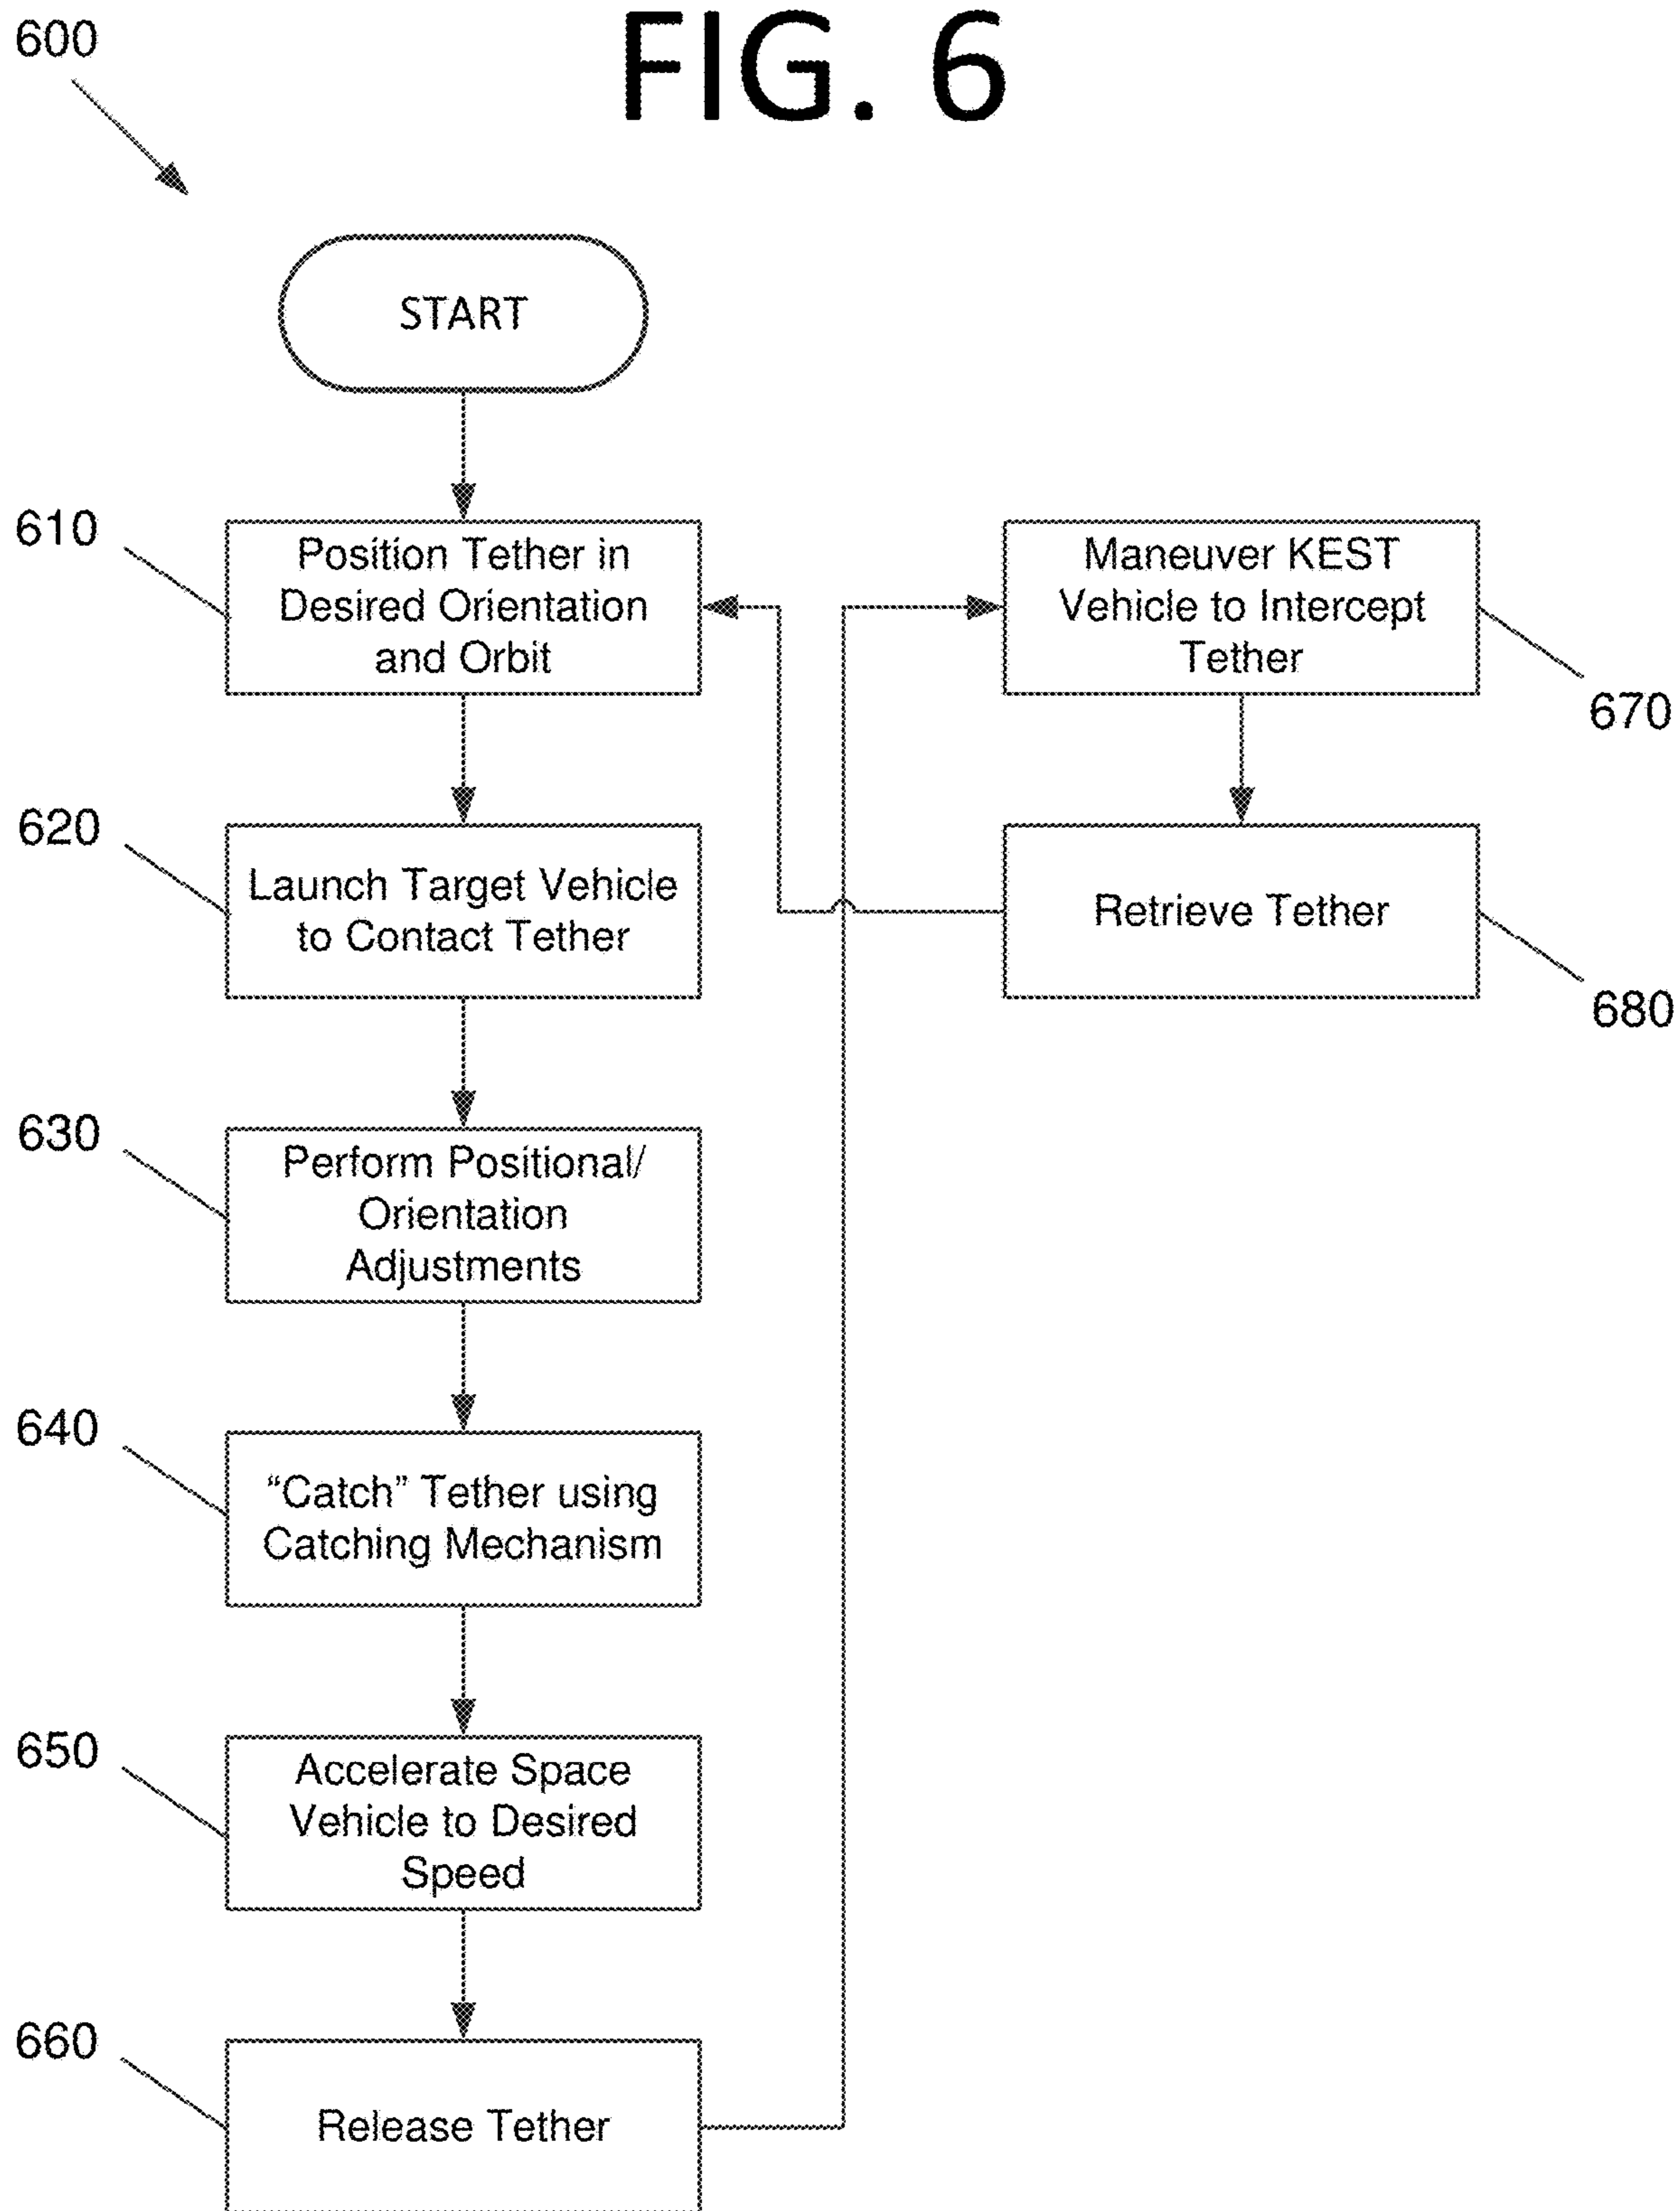 FIG. 6
600
START
610
Position Tether in
Desired Orientation
and Orbit
620
Launch Target Vehicle
to Contact Tether
630
Perform Positional/
Orientation
Adjustments
640
“Catch” Tether using
Catching Mechanism
650
Accelerate Space
Vehicle to Desired
Speed
660
Release Tether
Maneuver KEST
Vehicle to Intercept
Tether
670
Retrieve Tether
680